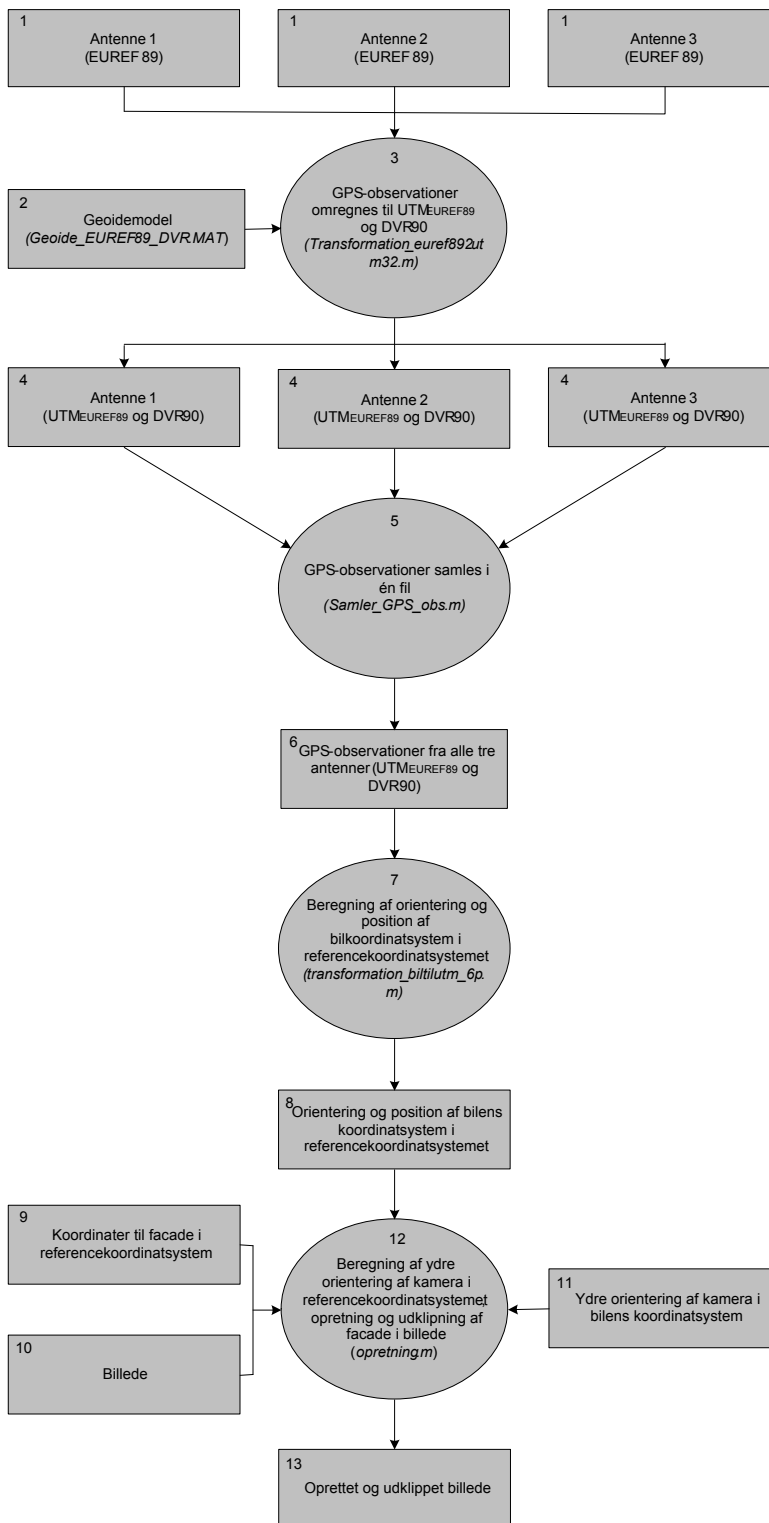 1
Antenne 1
(EUREF 89)
1
Antenne 2
(EUREF 89)
1
Antenne 3
(EUREF 89)
2
Geoidemodel
(Geoide_EUREF89_DVR.MAT)
3
GPS-observationer
omregnes til UTMEUREF89
og DVR90
(Transformation_euref892ut
m32.m)
4
Antenne 1
(UTMEUREF89 og DVR90)
4
Antenne 2
(UTMEUREF89 og DVR90)
4
Antenne 3
(UTMEUREF89 og DVR90)
5
GPS-observationer samles i
én fil
(Samler_GPS_obs.m)
6
GPS-observationer fra alle tre
antenner (UTMEUREF89 og
DVR90)
7
Beregning af orientering og
position af
bilkoordinatsystem i
referencekoordinatsystemet
(transformation_biltilutm_6p.
m)
8
Orientering og position af bilens
koordinatsystem i
referencekoordinatsystemet
9
Koordinater til facade i
referencekoordinatsystem
10
Billede
12
Beregning af ydre
orientering af kamera i
referencekoordinatsystemet,
opretning og udklipning af
facade i billede
(opretning.m)
11
Ydre orientering af kamera i
bilens koordinatsystem
13
Oprettet og udklippet billede